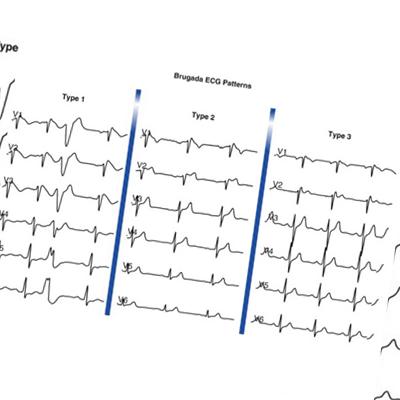 ype
Brugada ECG Patterns
Type 1
Type 2
Type 3
V1
V2
V3
V4
5
V1
V2
V3
V4
V5
V6
V1
V2
V3
V4
V5
V6